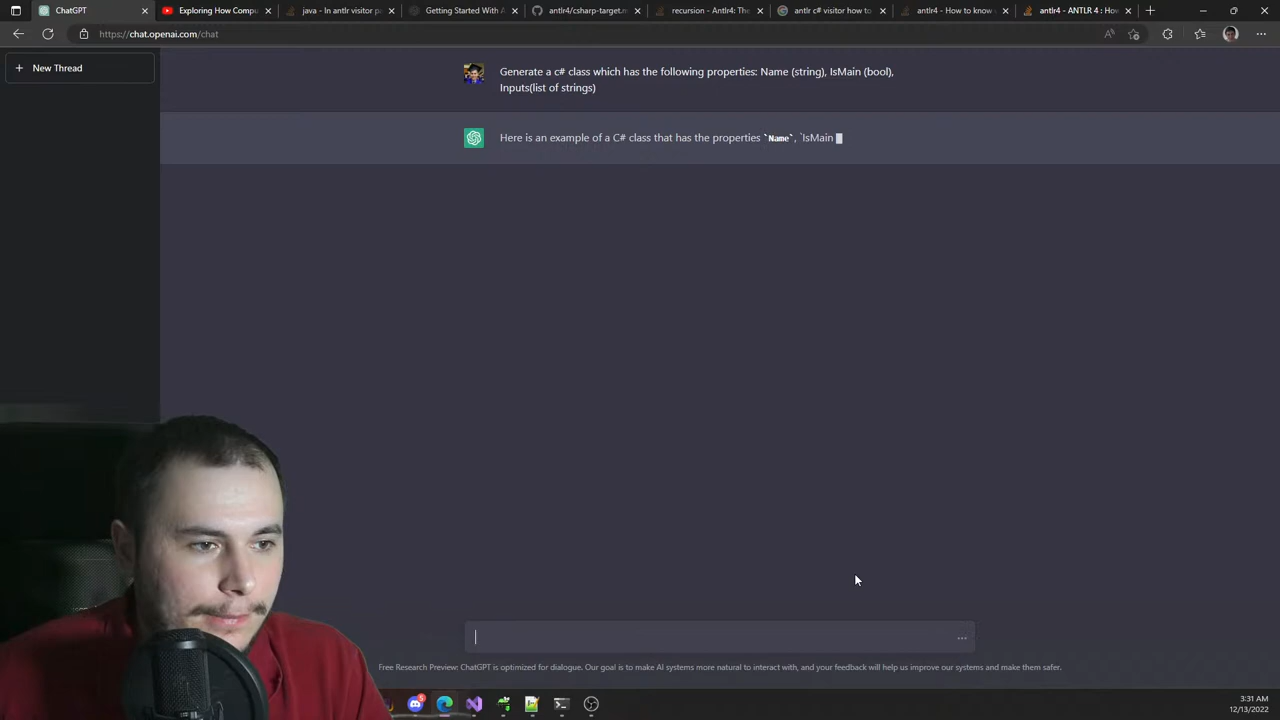 ChatGPT
Exploring How Compu
java - In antlr visitor pa
Getting Started With A
antlr4/csharp-target.m
recursion - Antlr4: The
antlr c# visitor how to
antlr4 - How to know w
antlr4 - ANTLR 4 : How
https://chat.openai.com/chat
New Thread
Generate a c# class which has the following properties: Name (string), IsMain (bool),
Inputs(list of strings)
Here is an example of a C# class that has the properties `Name`, `IsMain
Free Research Preview: ChatGPT is optimized for dialogue. Our goal is to make AI systems more natural to interact with, and your feedback will help us improve our systems and make them safer.
3:31 AM
12/13/2022